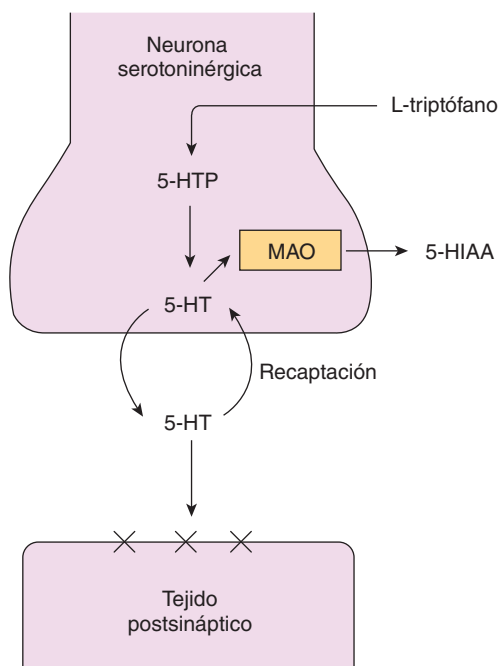 Neurona
serotoninérgica
L-triptófano
5-HTP
MAO
5-HIAA
5-HT
Recaptación
5-HT
Tejido
postsináptico